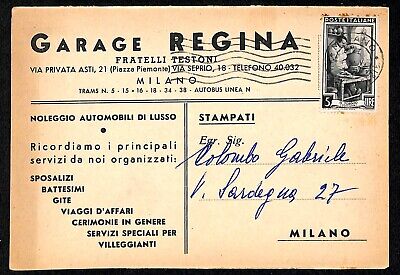 GARAGE REGINA
FRATELLI TESTONI
VIA PRIVATA ASTI, 21 (Piazza Piemonte) VIA SEPRIO, 18 - TELEFONO 40.032
MILANO
TRAMS N. 5 - 15 - 16 - 18 - 34 - 38 - AUTOBUS LINEA N
POSTE ITALIANE
5 LIRE
NOLEGGIO AUTOMOBILI DI LUSSO
Ricordiamo i principali
servizi da noi organizzati:
SPOSALIZI
BATTESIMI
GITE
VIAGGI D'AFFARI
CERIMONIE IN GENERE
SERVIZI SPECIALI PER
VILLEGGIANTI
STAMPATI
Egr. Sig.
Colombo Gabriele
V. Sardegna 27
MILANO